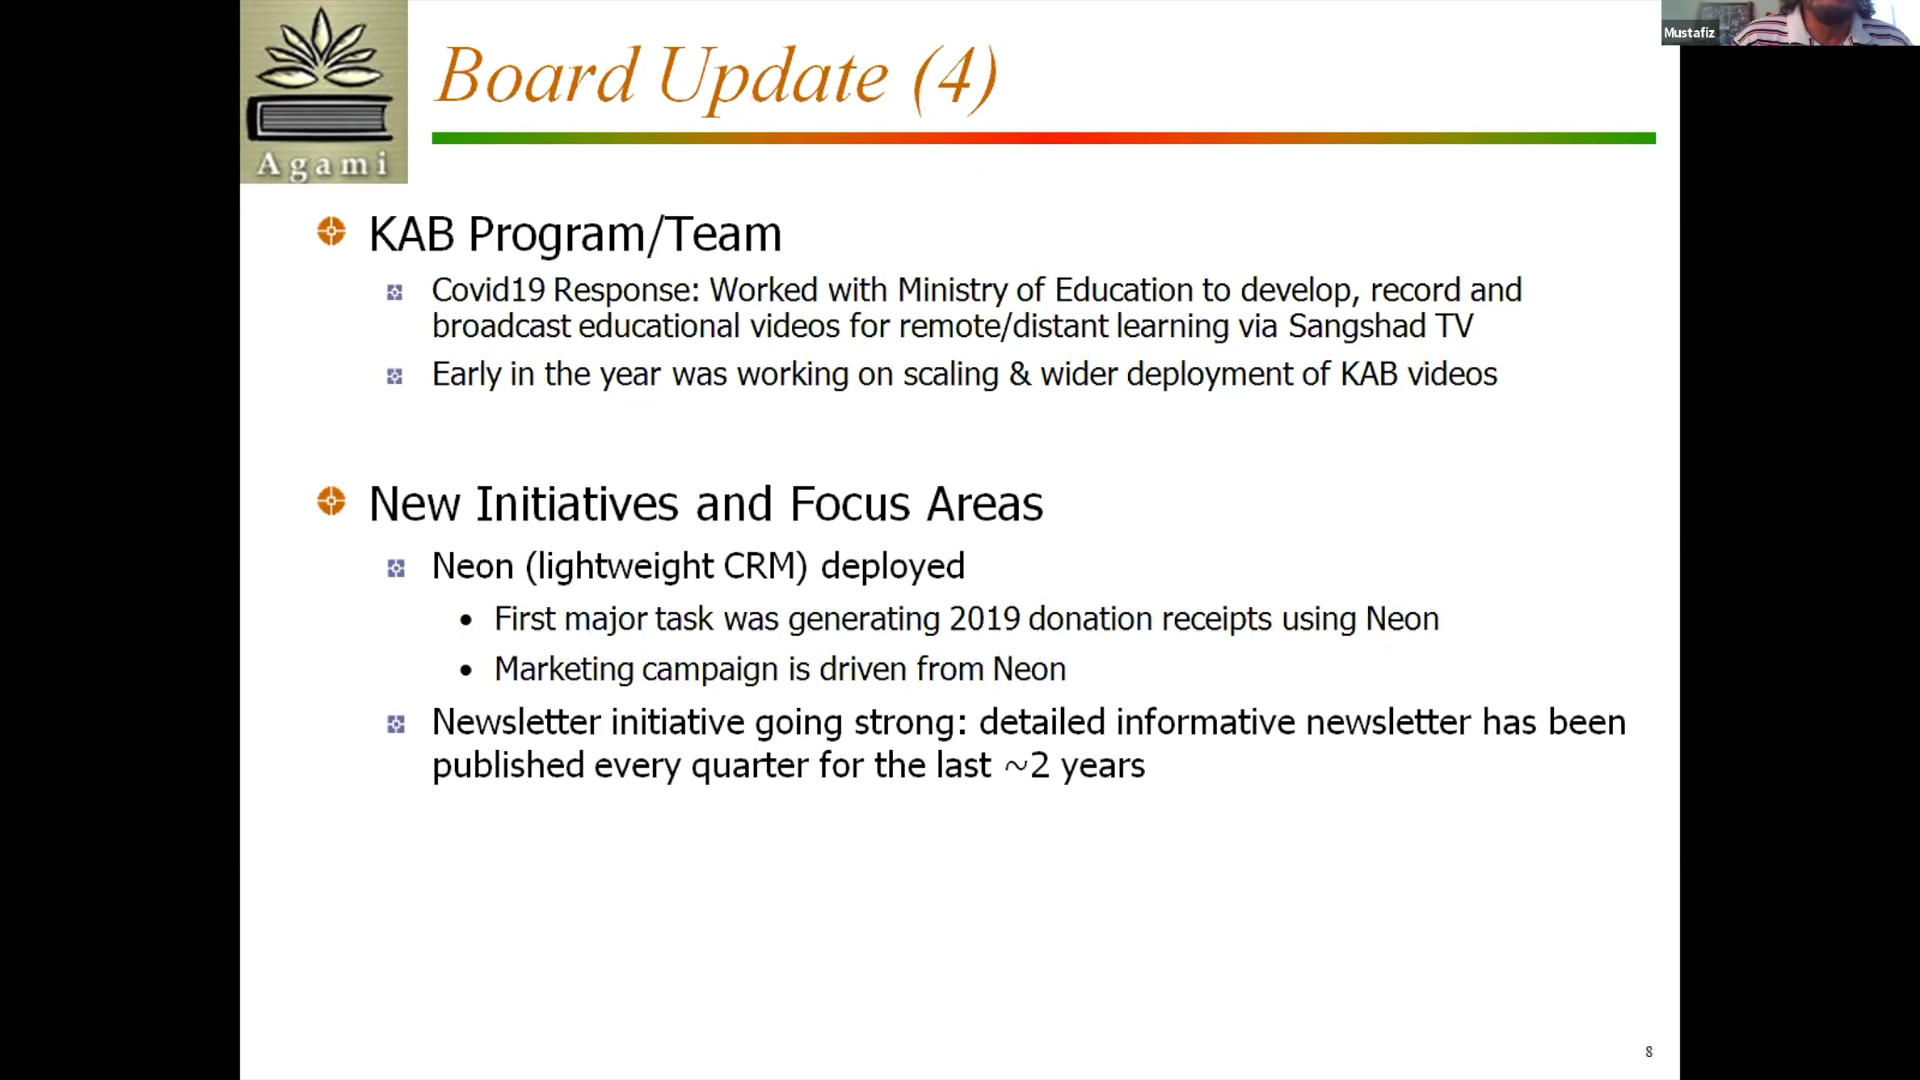 Agami
Board Update (4)
Mustafiz
KAB Program/Team
Covid19 Response: Worked with Ministry of Education to develop, record and
broadcast educational videos for remote/distant learning via Sangshad TV
Early in the year was working on scaling & wider deployment of KAB videos
New Initiatives and Focus Areas
Neon (lightweight CRM) deployed
• First major task was generating 2019 donation receipts using Neon
• Marketing campaign is driven from Neon
Newsletter initiative going strong: detailed informative newsletter has been
published every quarter for the last ~2 years
8